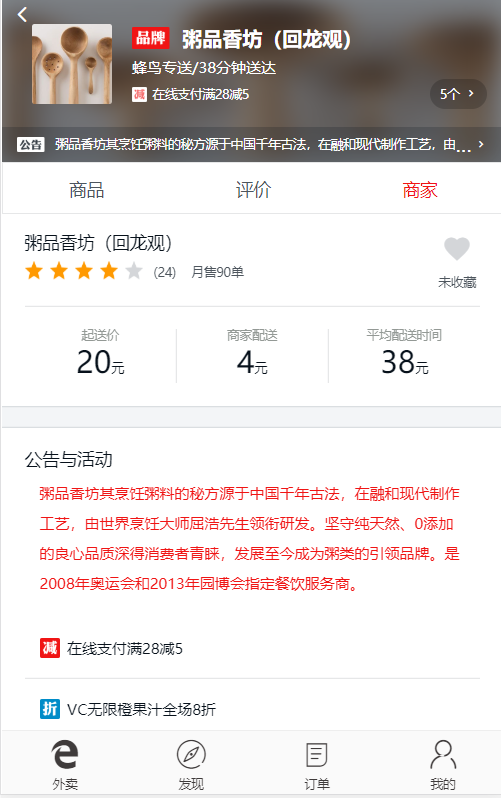 品牌 粥品香坊（回龙观）
蜂鸟专送/38分钟送达
减 在线支付满28减5
5个
公告 粥品香坊其烹饪粥料的秘方源于中国千年古法，在融和现代制作工艺，由...
商品 评价 商家
粥品香坊（回龙观）
(24) 月售90单
未收藏
起送价 商家配送 平均配送时间
20元 4元 38元
公告与活动
粥品香坊其烹饪粥料的秘方源于中国千年古法，在融和现代制作
工艺，由世界烹饪大师屈浩先生领衔研发。坚守纯天然、0添加
的良心品质深得消费者青睐，发展至今成为粥类的引领品牌。是
2008年奥运会和2013年园博会指定餐饮服务商。
减 在线支付满28减5
折 VC无限橙果汁全场8折
外卖 发现 订单 我的